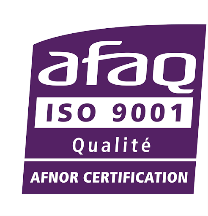 afaq
ISO 9001
Qualité
AFNOR CERTIFICATION